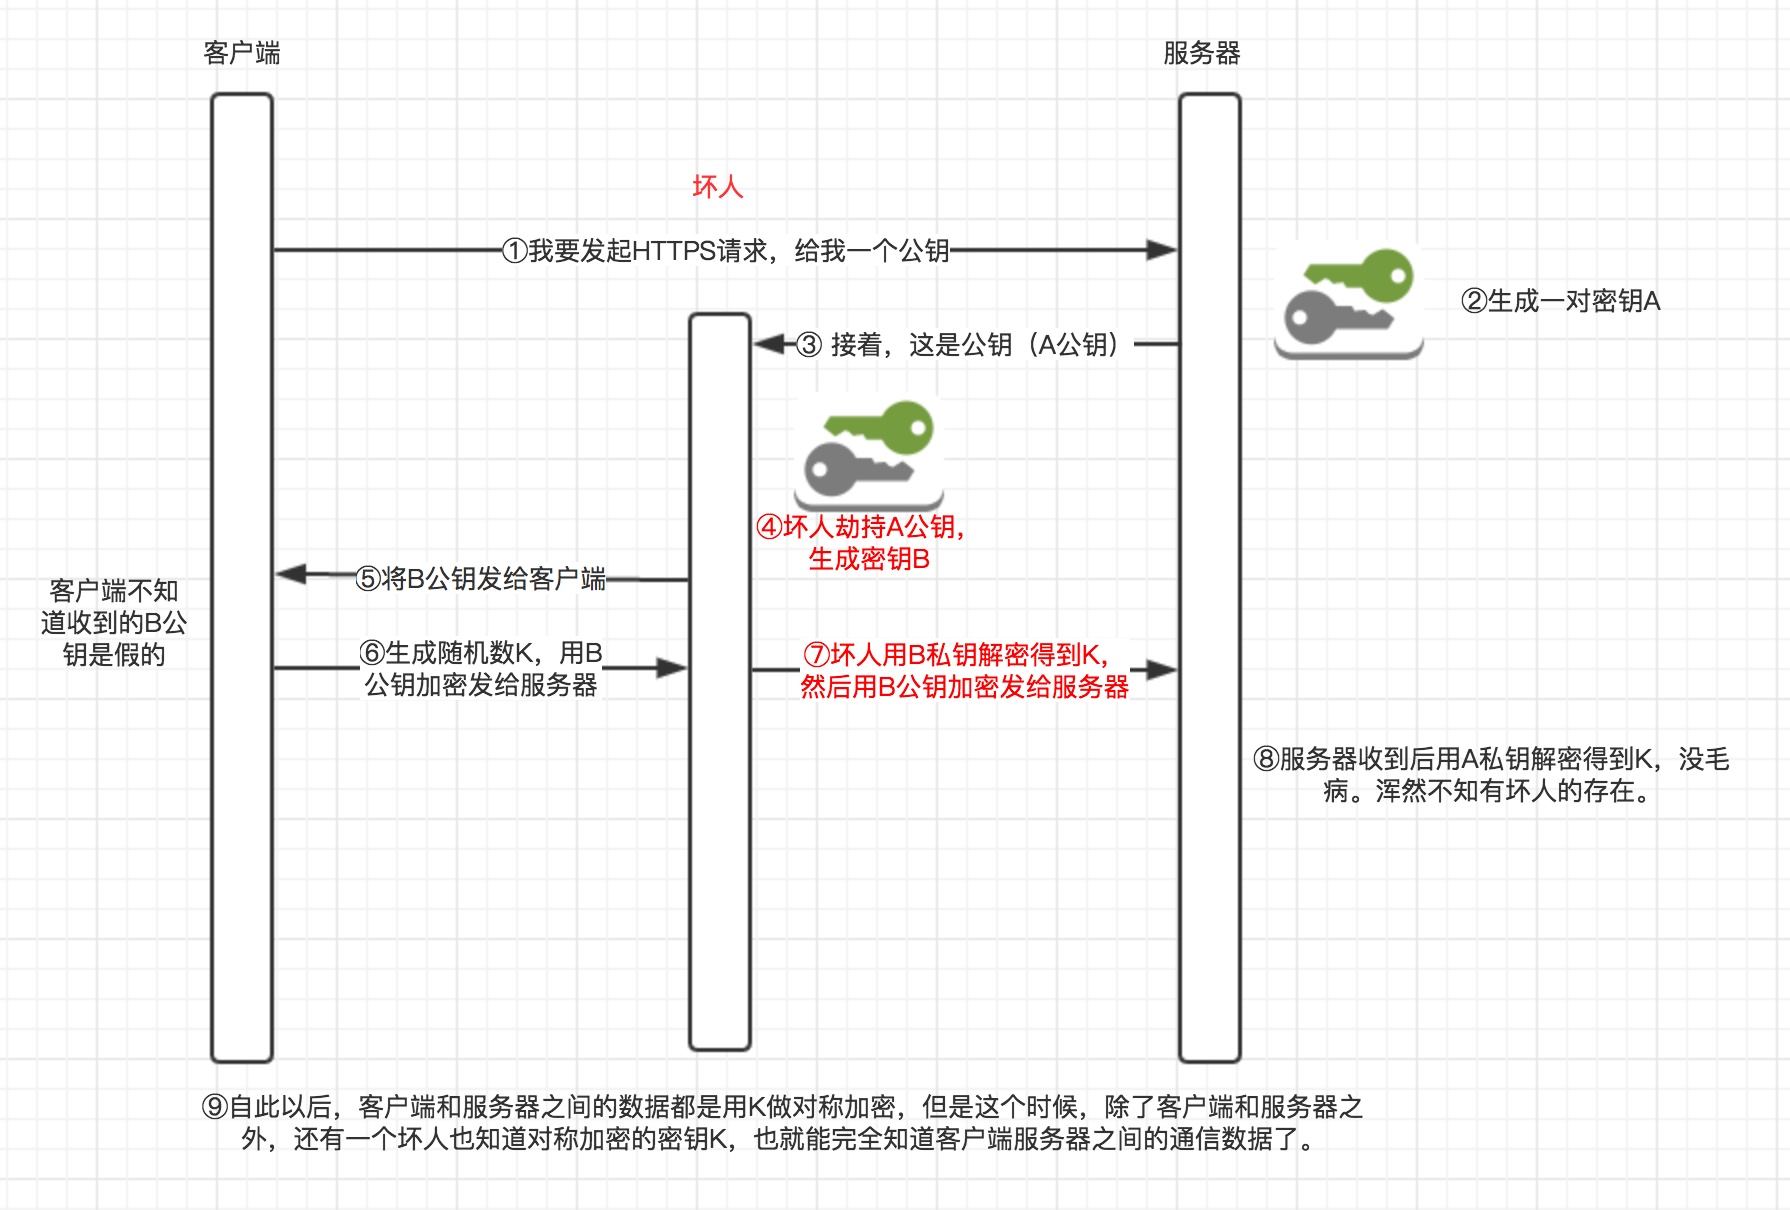 客户端
服务器
坏人
①我要发起HTTPS请求，给我一个公钥
②生成一对密钥A
③ 接着，这是公钥（A公钥）
④坏人劫持A公钥，
生成密钥B
⑤将B公钥发给客户端
客户端不知
道收到的B公
钥是假的
⑥生成随机数K，用B
公钥加密发给服务器
⑦坏人用B私钥解密得到K，
然后用B公钥加密发给服务器
⑧服务器收到后用A私钥解密得到K，没毛
病。浑然不知有坏人的存在。
⑨自此以后，客户端和服务器之间的数据都是用K做对称加密，但是这个时候，除了客户端和服务器之
外，还有一个坏人也知道对称加密的密钥K，也就能完全知道客户端服务器之间的通信数据了。